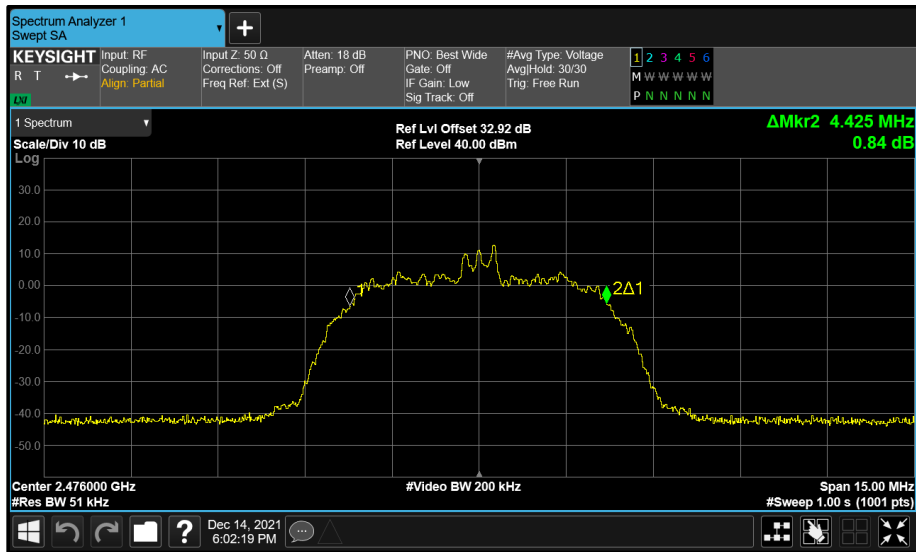 Spectrum Analyzer 1
Swept SA
KEYSIGHT
R T
LXI
Input: RF
Coupling: AC
Align: Partial
Input Z: 50 Ω
Corrections: Off
Freq Ref: Ext (S)
Atten: 18 dB
Preamp: Off
PNO: Best Wide
Gate: Off
IF Gain: Low
Sig Track: Off
#Avg Type: Voltage
Avg|Hold: 30/30
Trig: Free Run
1 2 3 4 5 6
M W W W W W
P N N N N N
1 Spectrum
Scale/Div 10 dB
Ref Lvl Offset 32.92 dB
Ref Level 40.00 dBm
ΔMkr2 4.425 MHz
0.84 dB
Log
30.0
20.0
10.0
0.00
-10.0
-20.0
-30.0
-40.0
-50.0
1
2Δ1
Center 2.476000 GHz
#Video BW 200 kHz
Span 15.00 MHz
#Res BW 51 kHz
#Sweep 1.00 s (1001 pts)
?
Dec 14, 2021
6:02:19 PM